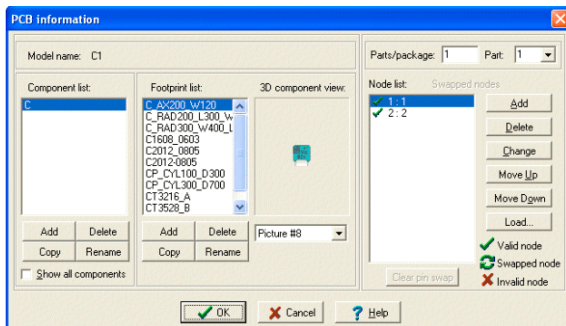 PCB information
Model name: C1
Parts/package: 1 Part: 1
Component list:
C
Footprint list:
C_AX200_W120
C_RAD200_L300_W
C_RAD300_W400_L
C1608_0603
C2012_0805
C2012-0805
CP_CYL100_D300
CP_CYL300_D700
CT3216_A
CT3528_B
3D component view:
Picture #8
Node list: Swapped nodes
1 : 1
2 : 2
Add
Delete
Change
Move Up
Move Down
Load...
Add Delete
Copy Rename
Add Delete
Copy Rename
Show all components
Valid node
Swapped node
Invalid node
Clear pin swap
OK Cancel ? Help